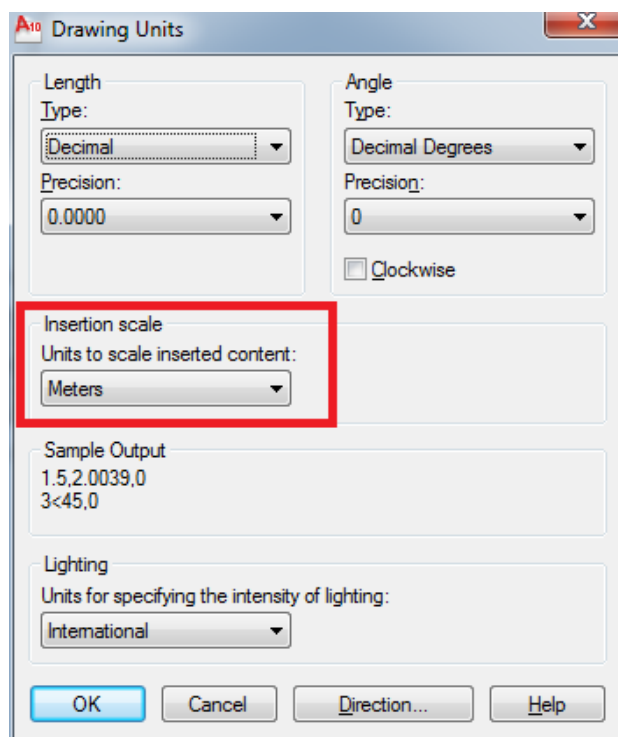 A10 Drawing Units
Length
Type:
Decimal
Precision:
0.0000
Angle
Type:
Decimal Degrees
Precision:
0
Clockwise
Insertion scale
Units to scale inserted content:
Meters
Sample Output
1.5,2.0039,0
3<45,0
Lighting
Units for specifying the intensity of lighting:
International
OK Cancel Direction... Help